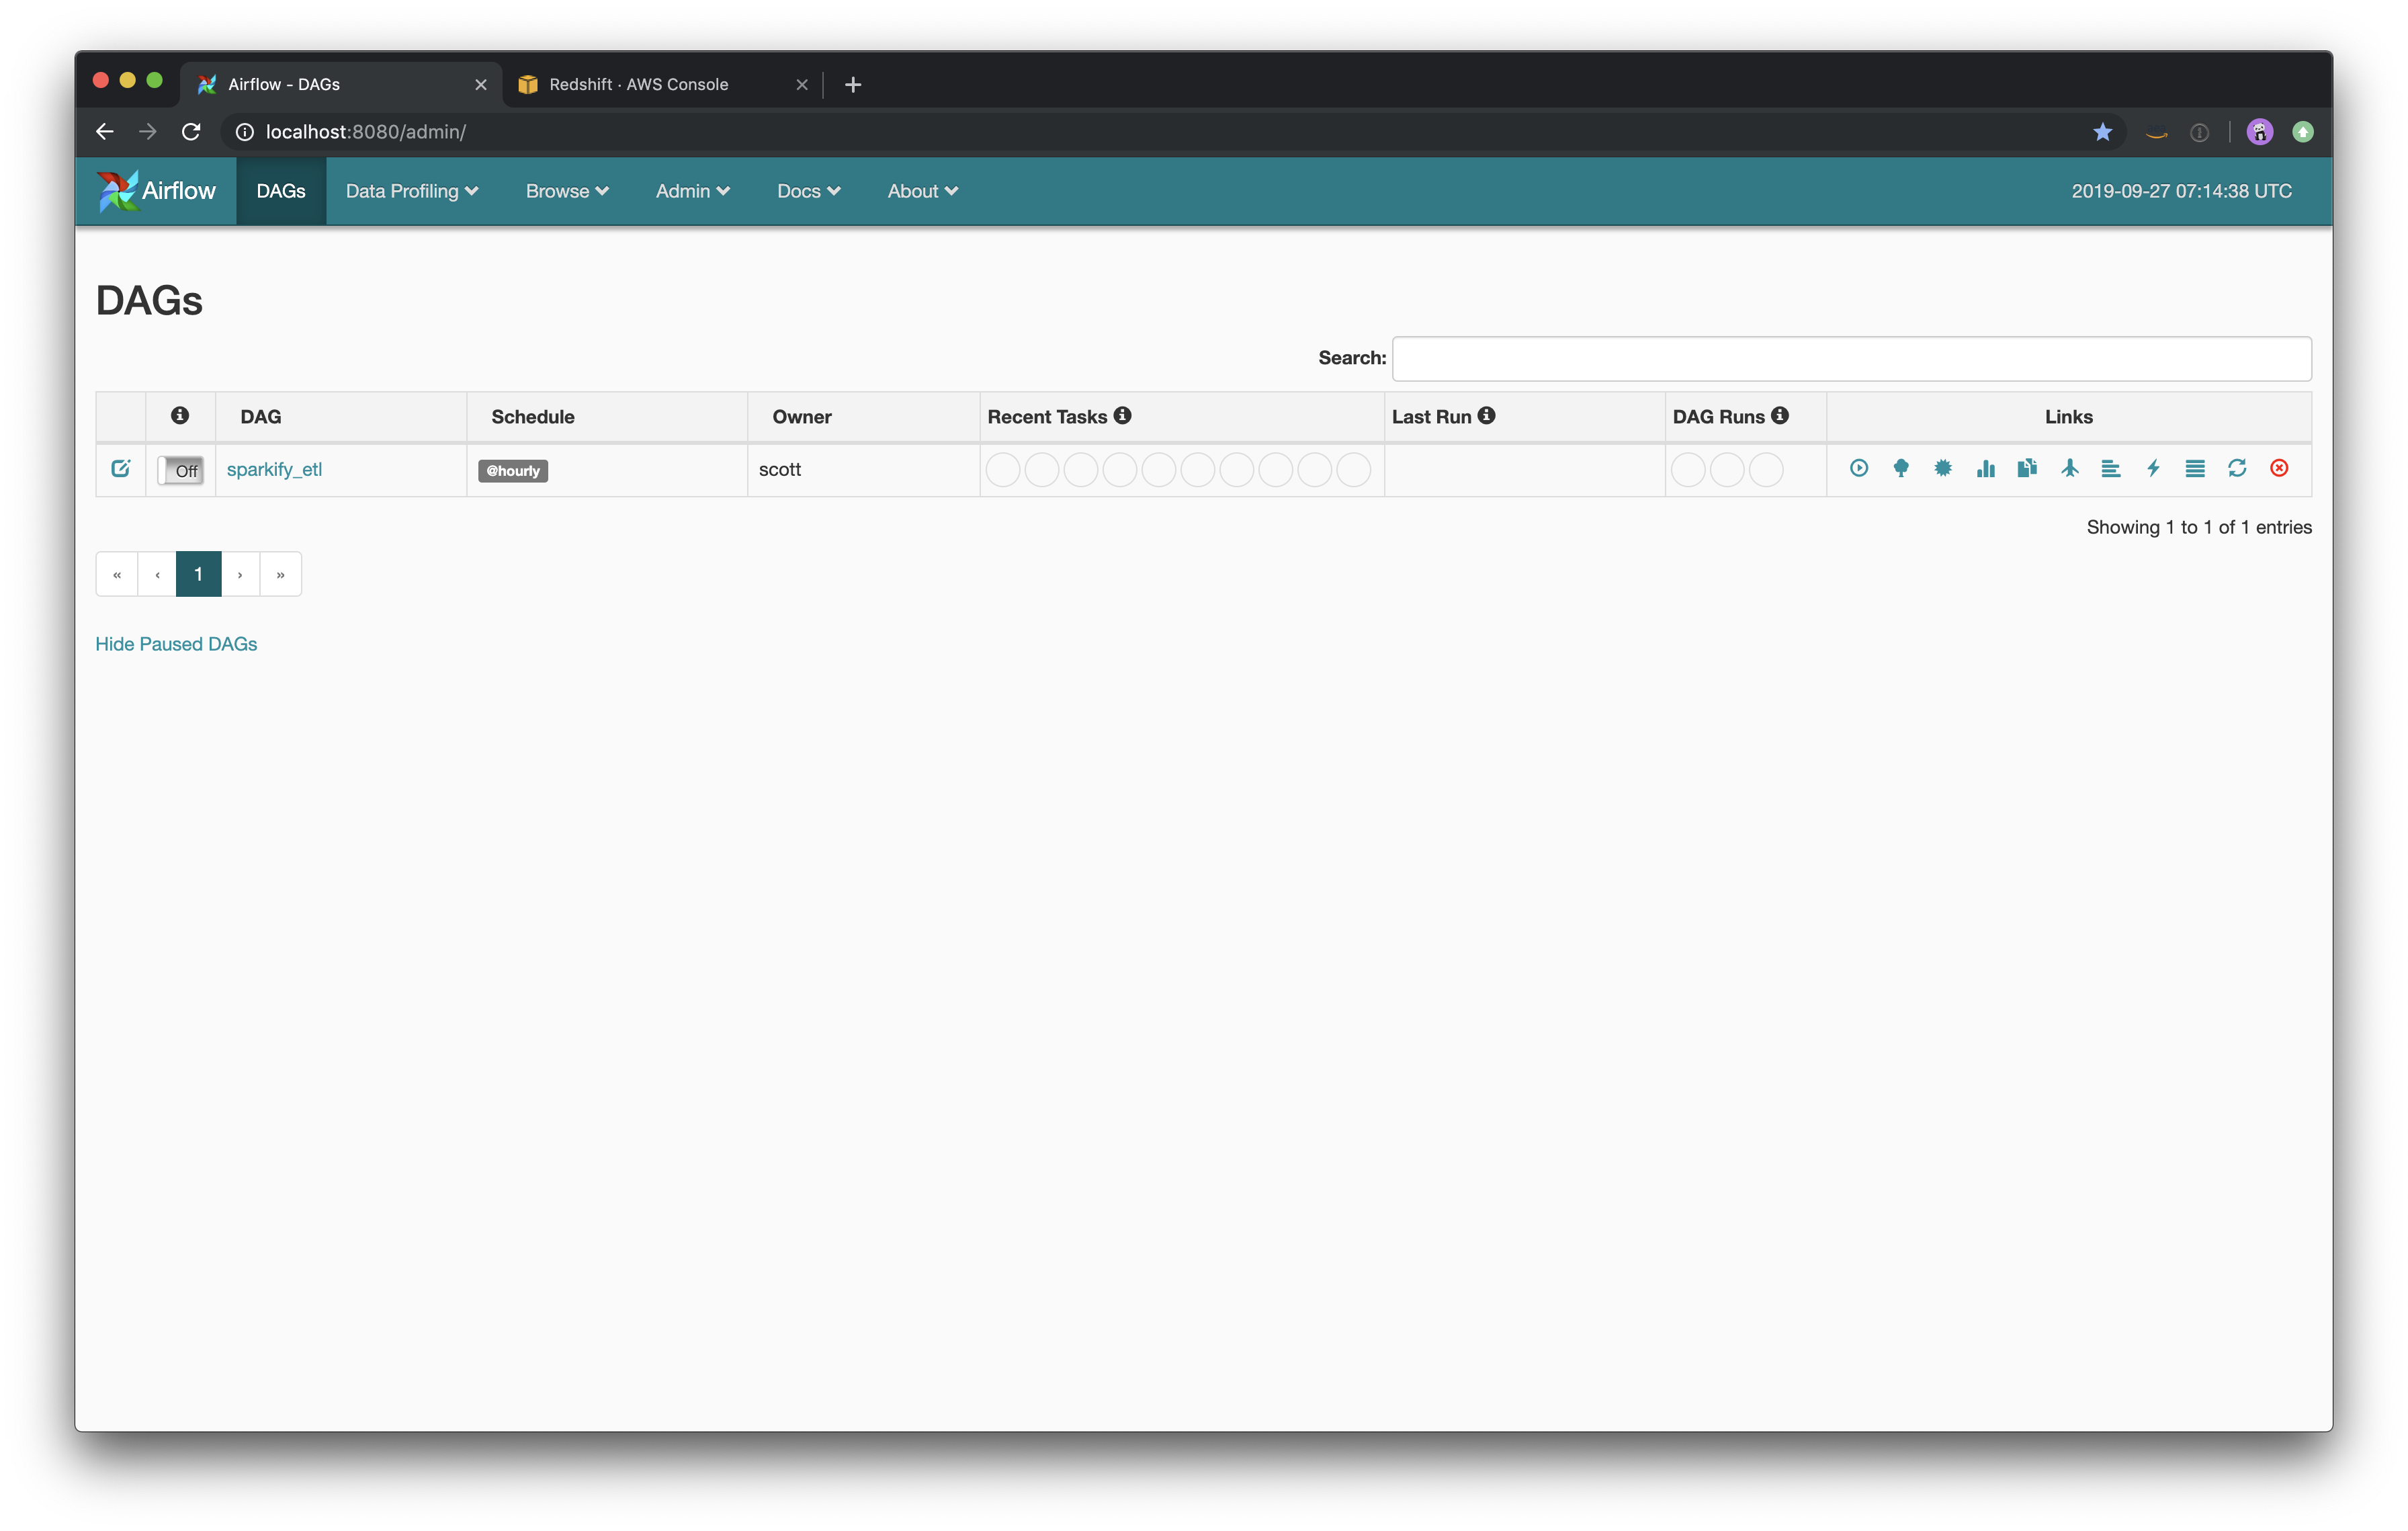 Airflow - DAGs
Redshift · AWS Console
localhost:8080/admin/
Airflow DAGs Data Profiling Browse Admin Docs About 2019-09-27 07:14:38 UTC
DAGs
Search:
DAG Schedule Owner Recent Tasks Last Run DAG Runs Links
Off sparkify_etl @hourly scott
Showing 1 to 1 of 1 entries
« ‹ 1 › »
Hide Paused DAGs